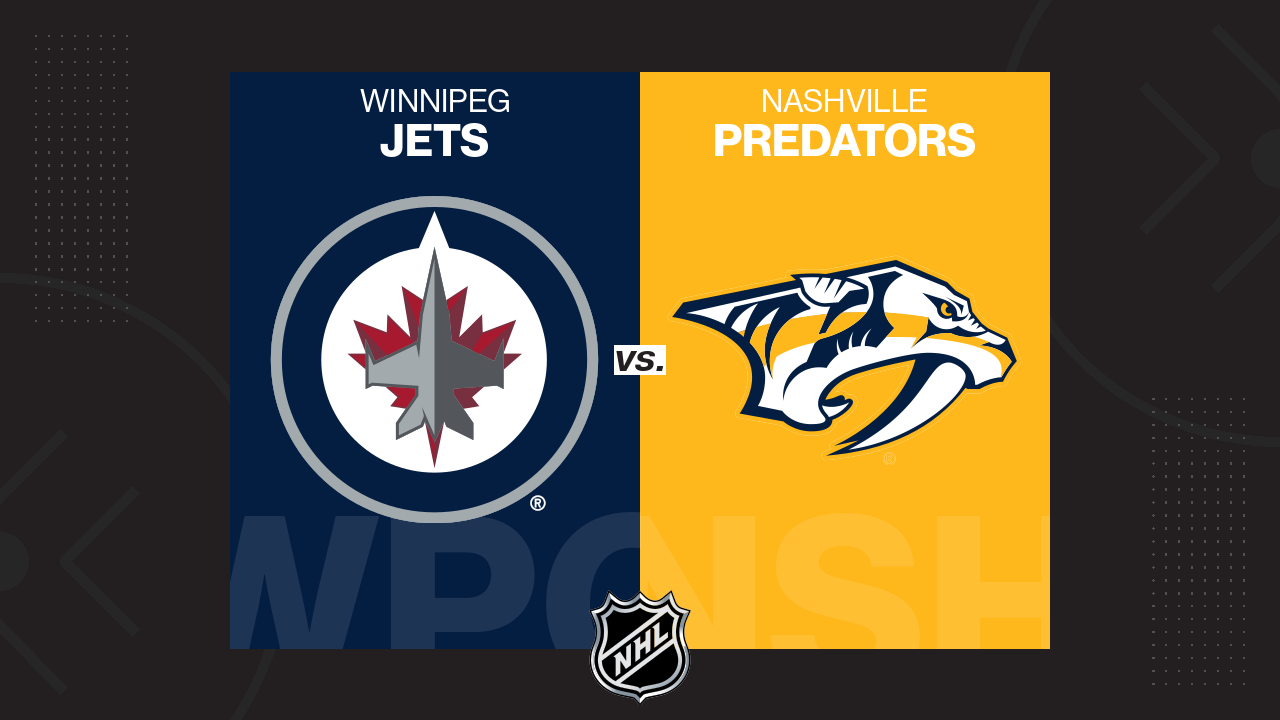 WINNIPEG
JETS
NASHVILLE
PREDATORS
vs.
®
®
WPG
NSH
NHL